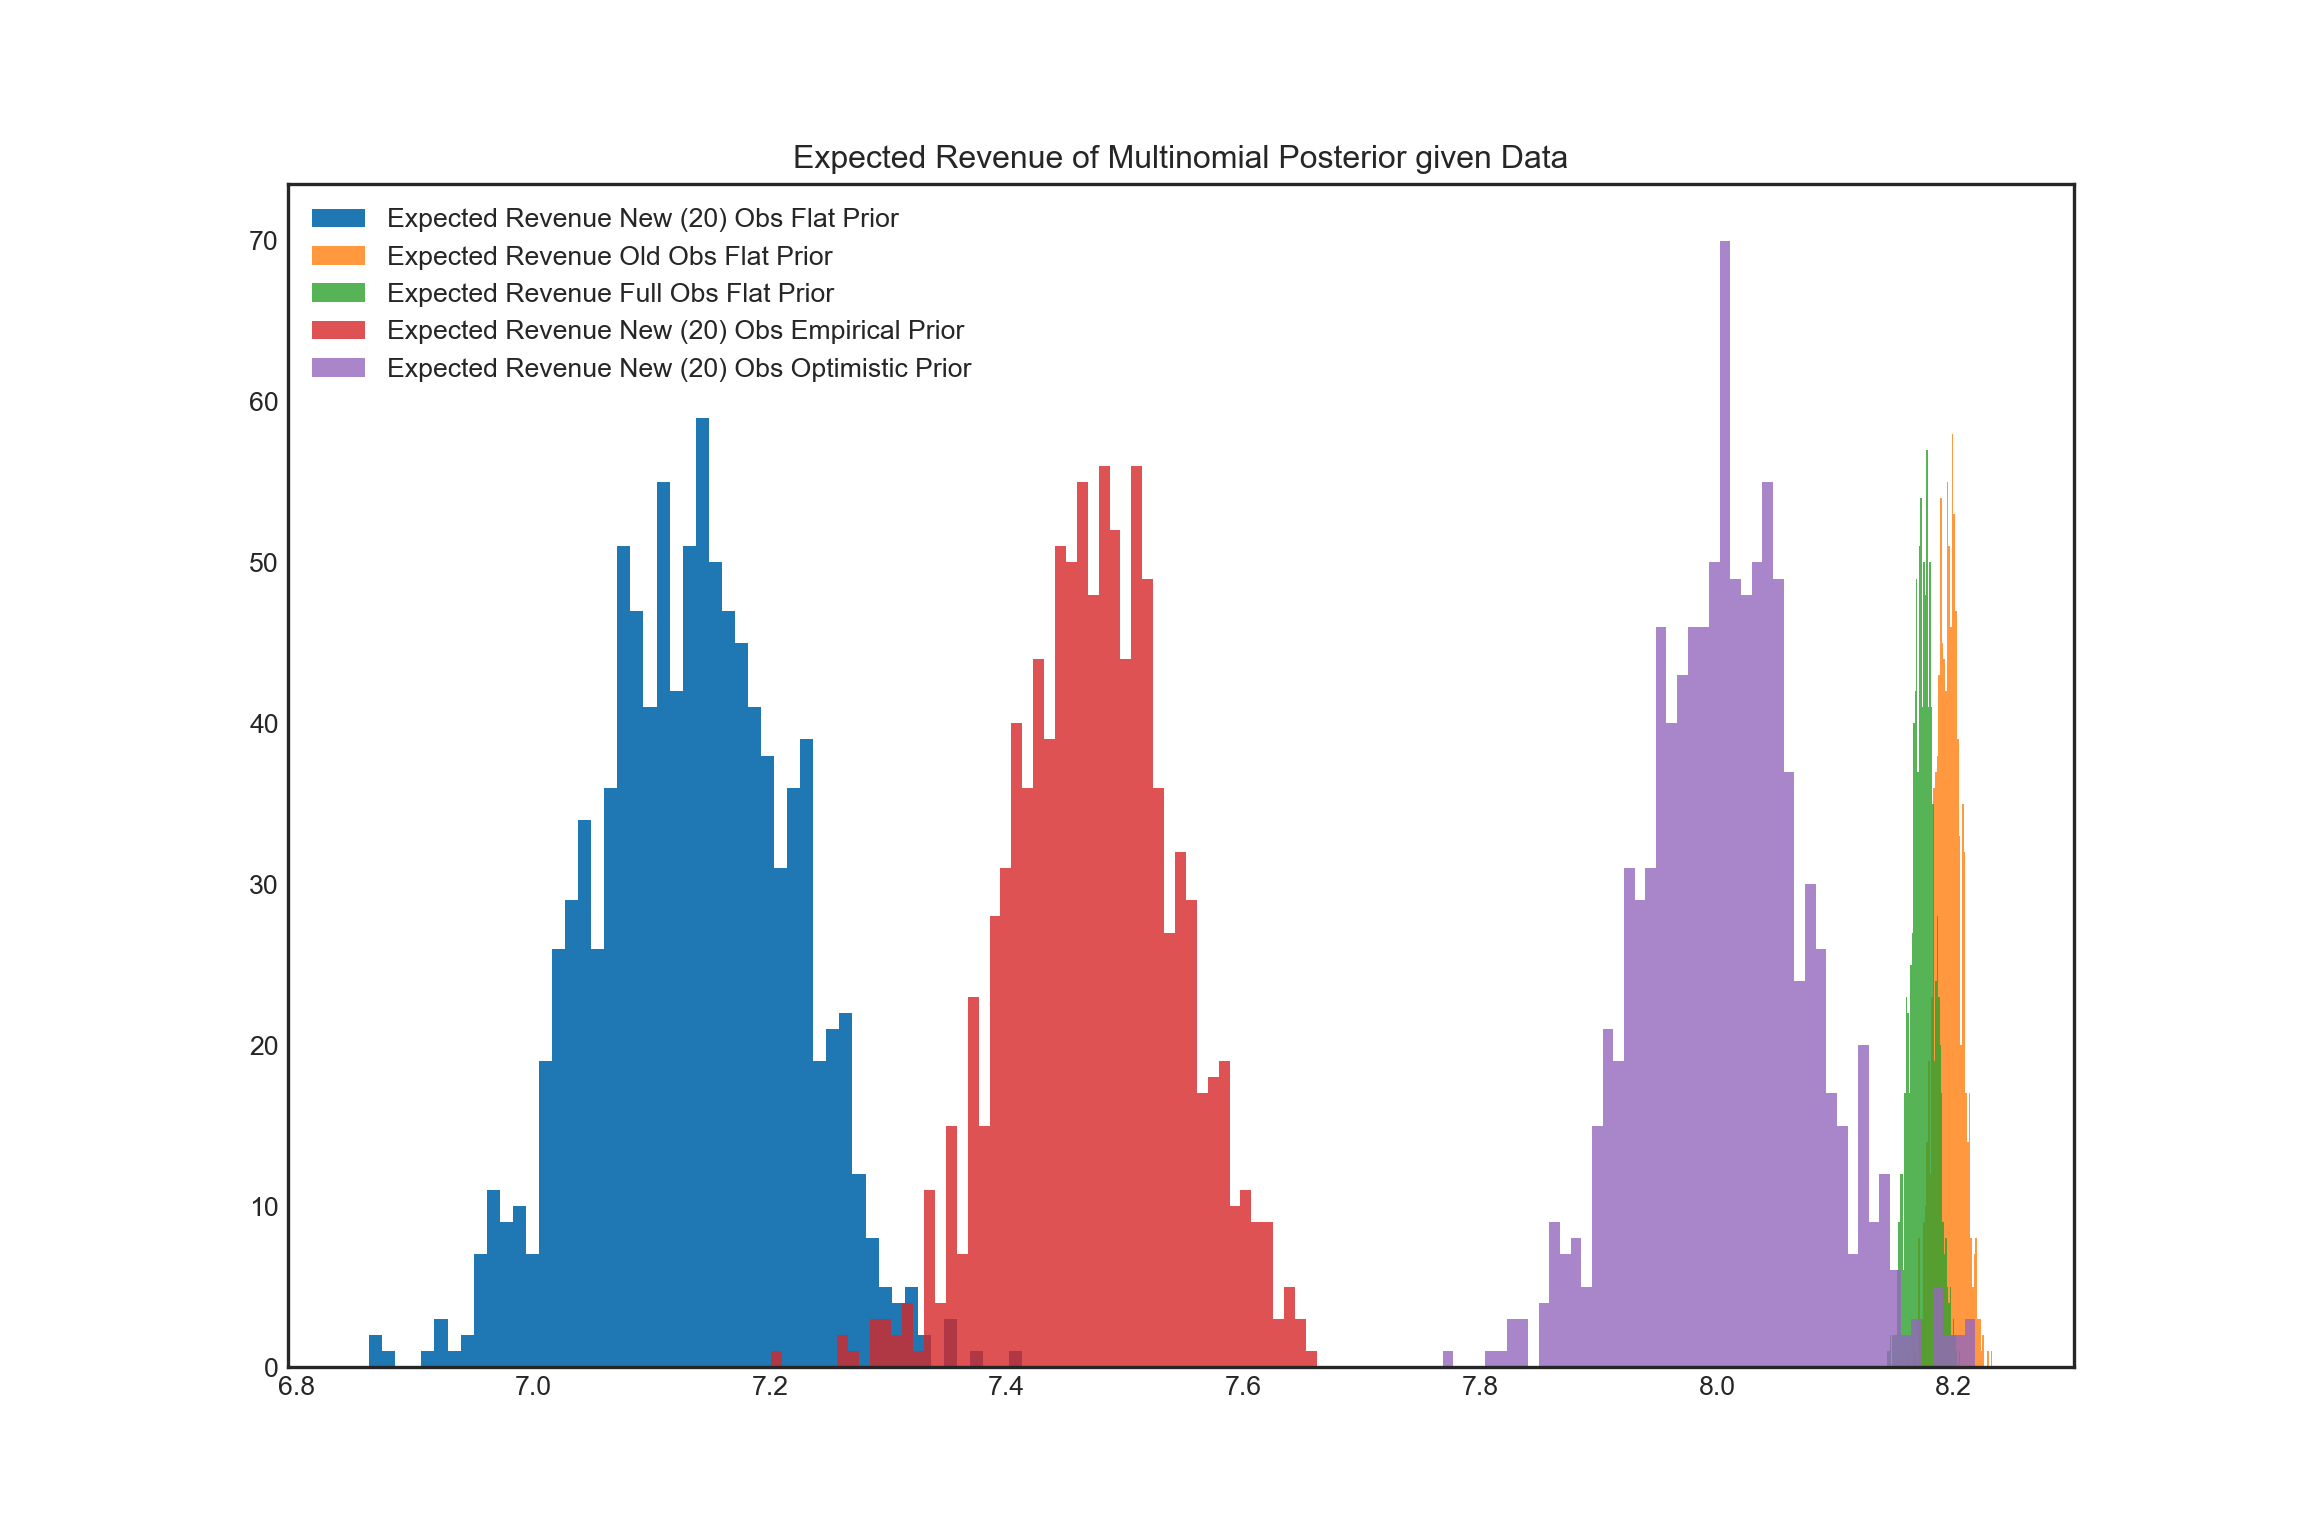 Expected Revenue of Multinomial Posterior given Data
Expected Revenue New (20) Obs Flat Prior
Expected Revenue Old Obs Flat Prior
Expected Revenue Full Obs Flat Prior
Expected Revenue New (20) Obs Empirical Prior
Expected Revenue New (20) Obs Optimistic Prior
70
60
50
40
30
20
10
0
6.8 7.0 7.2 7.4 7.6 7.8 8.0 8.2